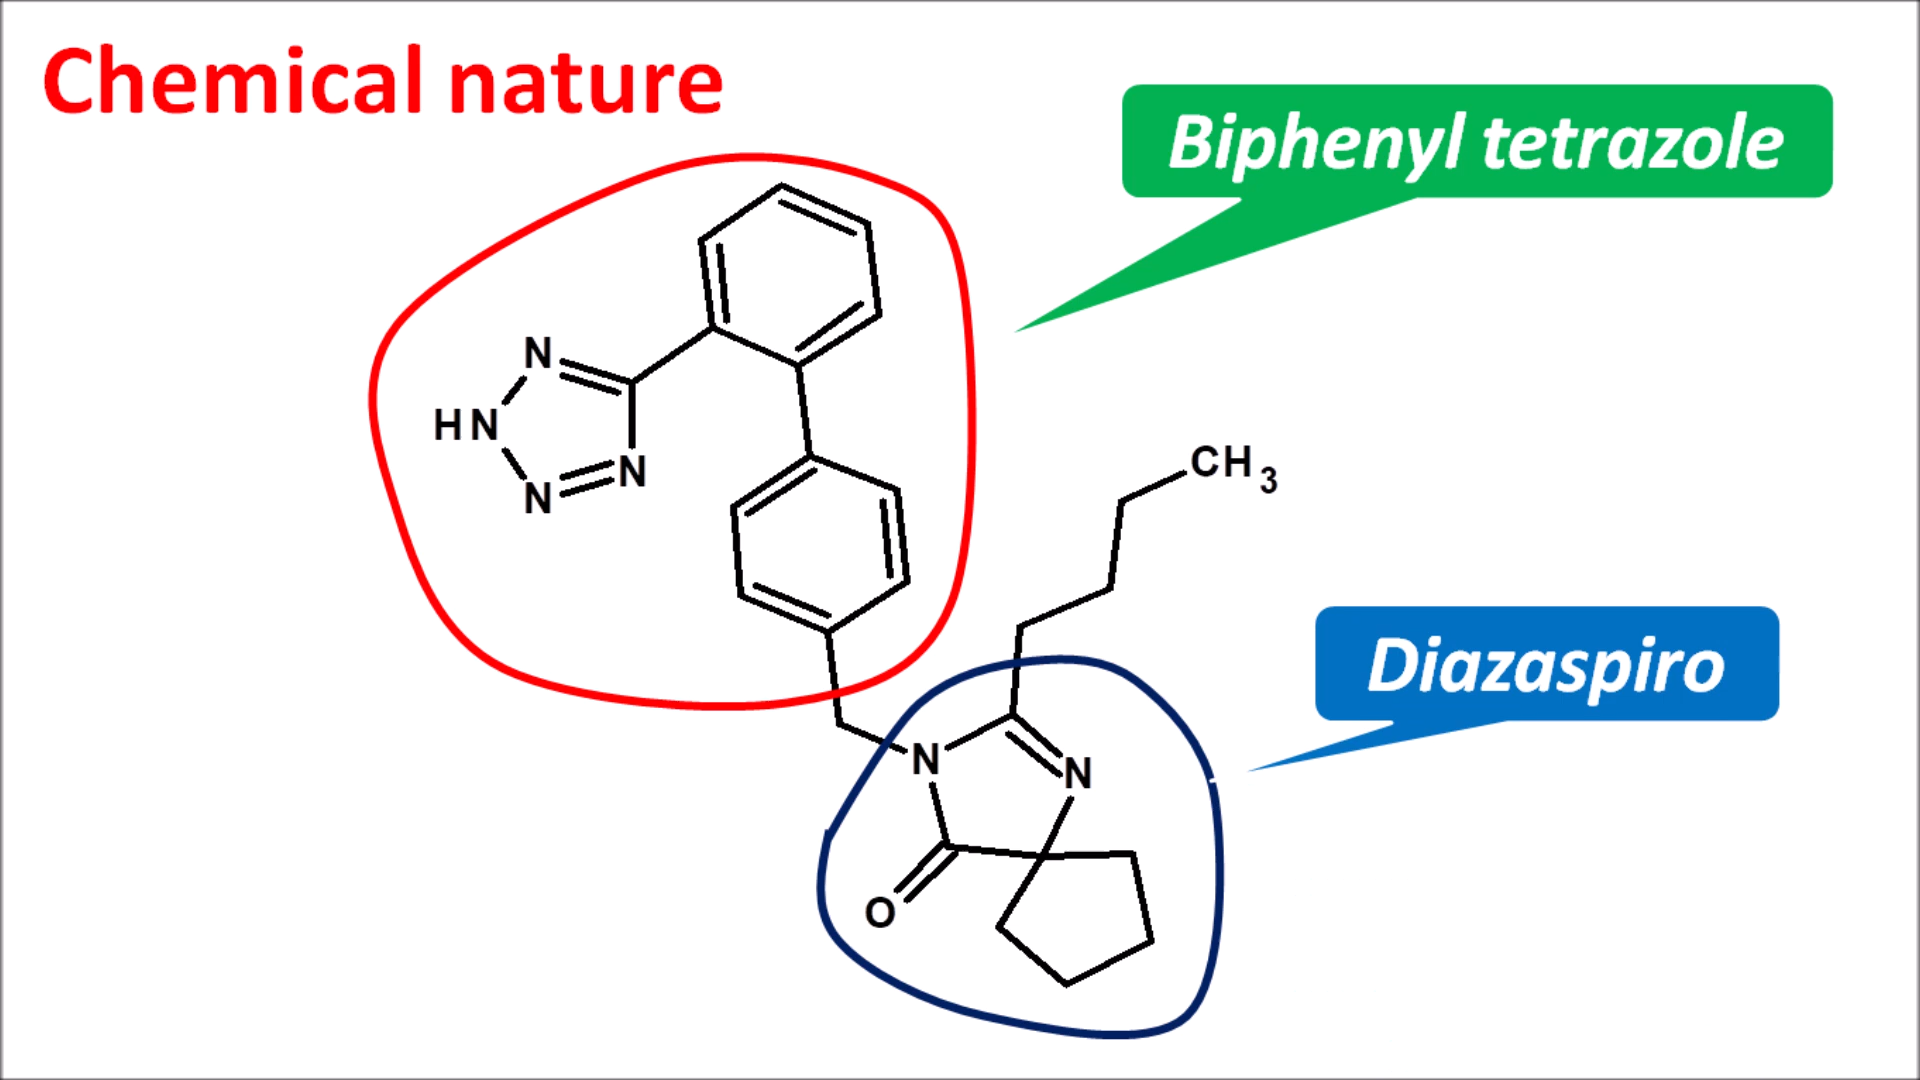 Chemical nature
Biphenyl tetrazole
N
HN
N
N
CH3
Diazaspiro
N
N
O